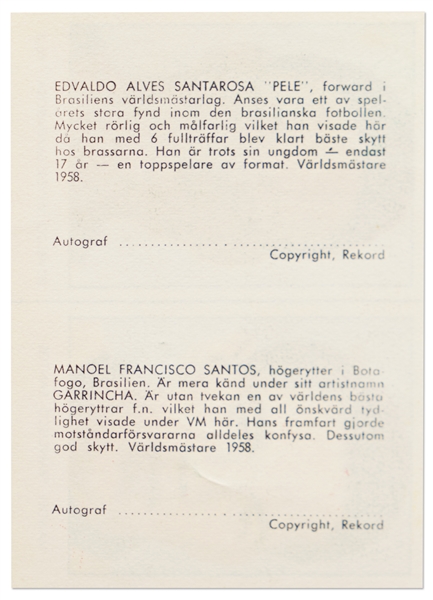 EDVALDO ALVES SANTAROSA "PELE", forward i
Brasiliens världsmästarlag. Anses vara ett av spel-
årets stora fynd inom den brasilianska fotbollen.
Mycket rörlig och målfarlig vilket han visade här
då han med 6 fullträffar blev klart bäste skytt
hos brassarna. Han är trots sin ungdom — endast
17 år — en toppspelare av format. Världsmästare
1958.
Autograf ........................................
Copyright, Rekord
MANOEL FRANCISCO SANTOS, högerytter i Bota-
fogo, Brasilien. Är mera känd under sitt artistnamn
GARRINCHA. Är utan tvekan en av världens bästa
högeryttrar f.n. vilket han med all önskvärd tyd-
lighet visade under VM här. Hans framfart gjorde
motståndarförsvararna alldeles konfysa. Dessutom
god skytt. Världsmästare 1958.
Autograf ........................................
Copyright, Rekord